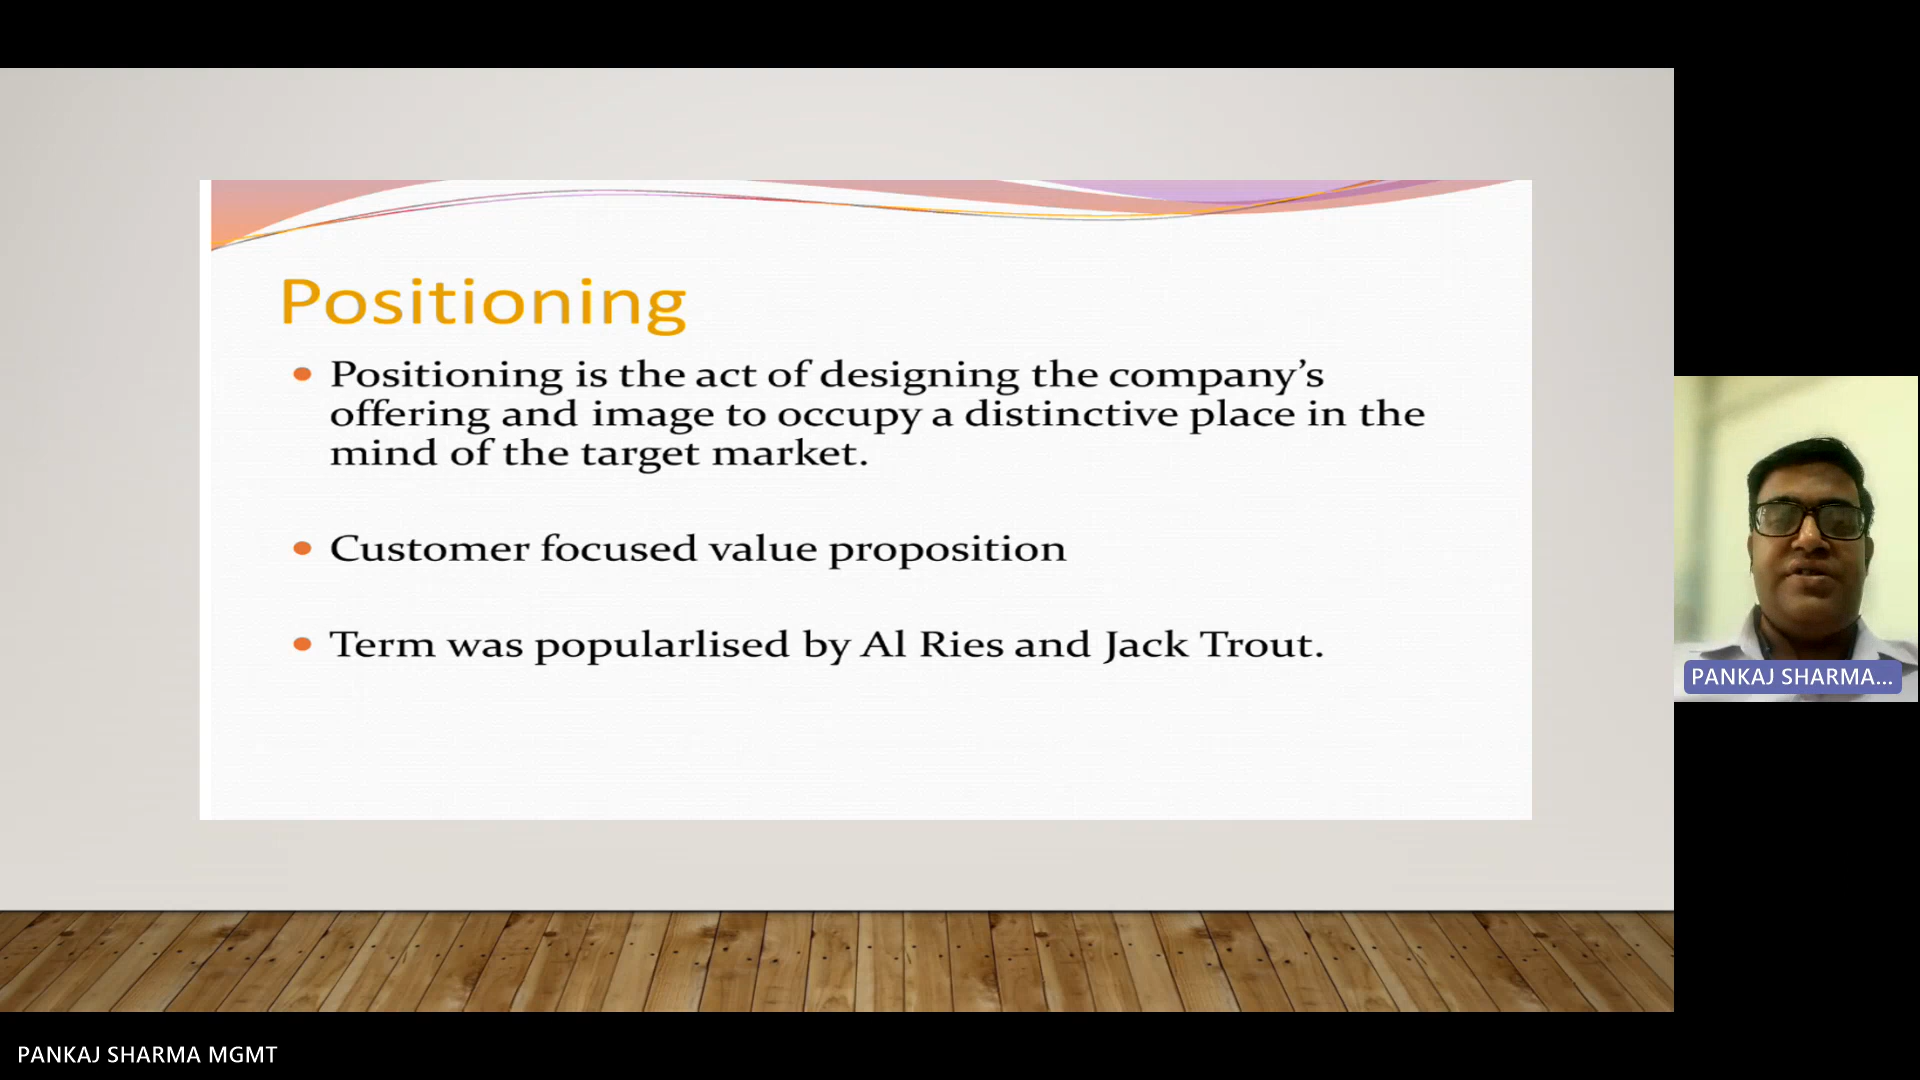 Positioning
Positioning is the act of designing the company's
offering and image to occupy a distinctive place in the
mind of the target market.
Customer focused value proposition
Term was popularlised by Al Ries and Jack Trout.
PANKAJ SHARMA...
PANKAJ SHARMA MGMT